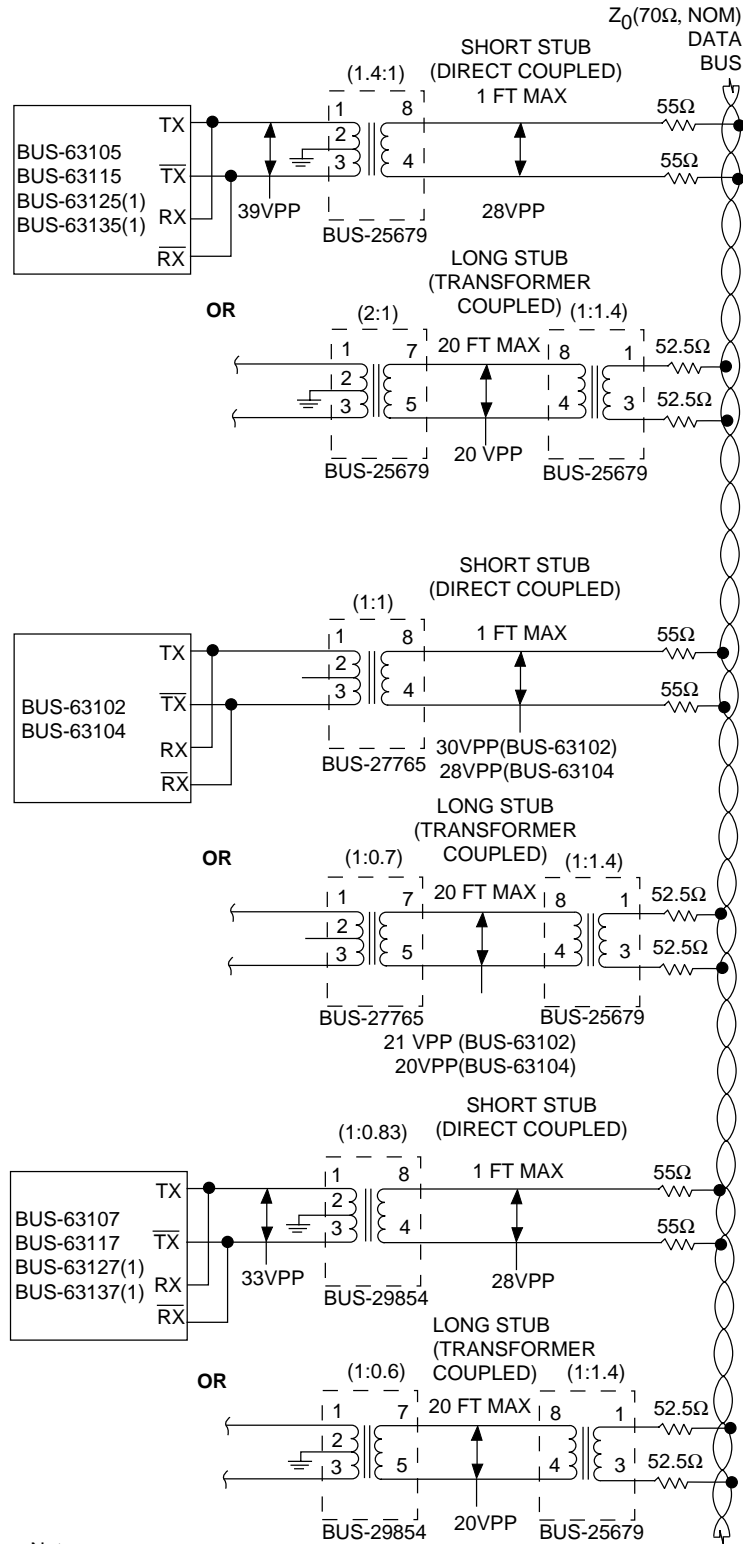 Z0(70Ω, NOM)
DATA
BUS
SHORT STUB
(DIRECT COUPLED)
1 FT MAX
(1.4:1)
1
8
2
3
4
55Ω
55Ω
TX
TX
RX
RX
BUS-63105
BUS-63115
BUS-63125(1)
BUS-63135(1)
39VPP
28VPP
BUS-25679
OR
LONG STUB
(TRANSFORMER
COUPLED)
(2:1)
(1:1.4)
1
7
20 FT MAX
8
1
2
3
5
4
3
52.5Ω
52.5Ω
20 VPP
BUS-25679
BUS-25679
SHORT STUB
(DIRECT COUPLED)
(1:1)
1
8
1 FT MAX
2
3
4
55Ω
55Ω
TX
TX
RX
RX
BUS-63102
BUS-63104
30VPP(BUS-63102)
28VPP(BUS-63104
BUS-27765
OR
LONG STUB
(TRANSFORMER
COUPLED)
(1:0.7)
(1:1.4)
1
7
20 FT MAX
8
1
2
3
5
4
3
52.5Ω
52.5Ω
BUS-27765
BUS-25679
21 VPP (BUS-63102)
20VPP(BUS-63104)
SHORT STUB
(DIRECT COUPLED)
(1:0.83)
1
8
1 FT MAX
2
3
4
55Ω
55Ω
TX
TX
RX
RX
BUS-63107
BUS-63117
BUS-63127(1)
BUS-63137(1)
33VPP
28VPP
BUS-29854
OR
LONG STUB
(TRANSFORMER
COUPLED)
(1:0.6)
(1:1.4)
1
7
20 FT MAX
8
1
2
3
5
4
3
52.5Ω
52.5Ω
20VPP
BUS-29854
BUS-25679